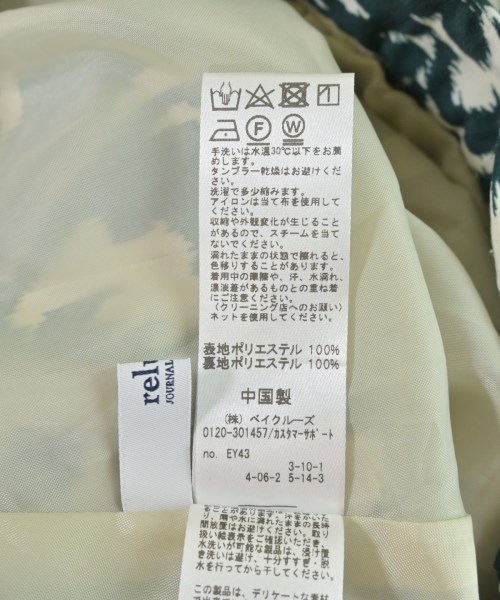 F
W
手洗いは水温30℃以下をお薦
めします。
タンブラー乾燥はお避けくださ
い。
洗濯で多少縮みます。
アイロンは当て布を使用して
ください。
収縮や外観変化が生じること
があるので、スチームを当て
ないでください。
濡れたままの状態で擦れると、
色移りすることがあります。
着用中の摩擦や、汗、水濡れ、
濃淡差があるものとの重ね着
にご注意ください。
(クリーニング店へのお願い)
ネットを使用してください。
表地ポリエステル 100%
裏地ポリエステル 100%
中国製
(株) ベイクルーズ
0120-301457/カスタマーサポート
no. EY43
3-10-1
4-06-2 5-14-3
relu
JOURNAL
この製品は、デリケートな素材